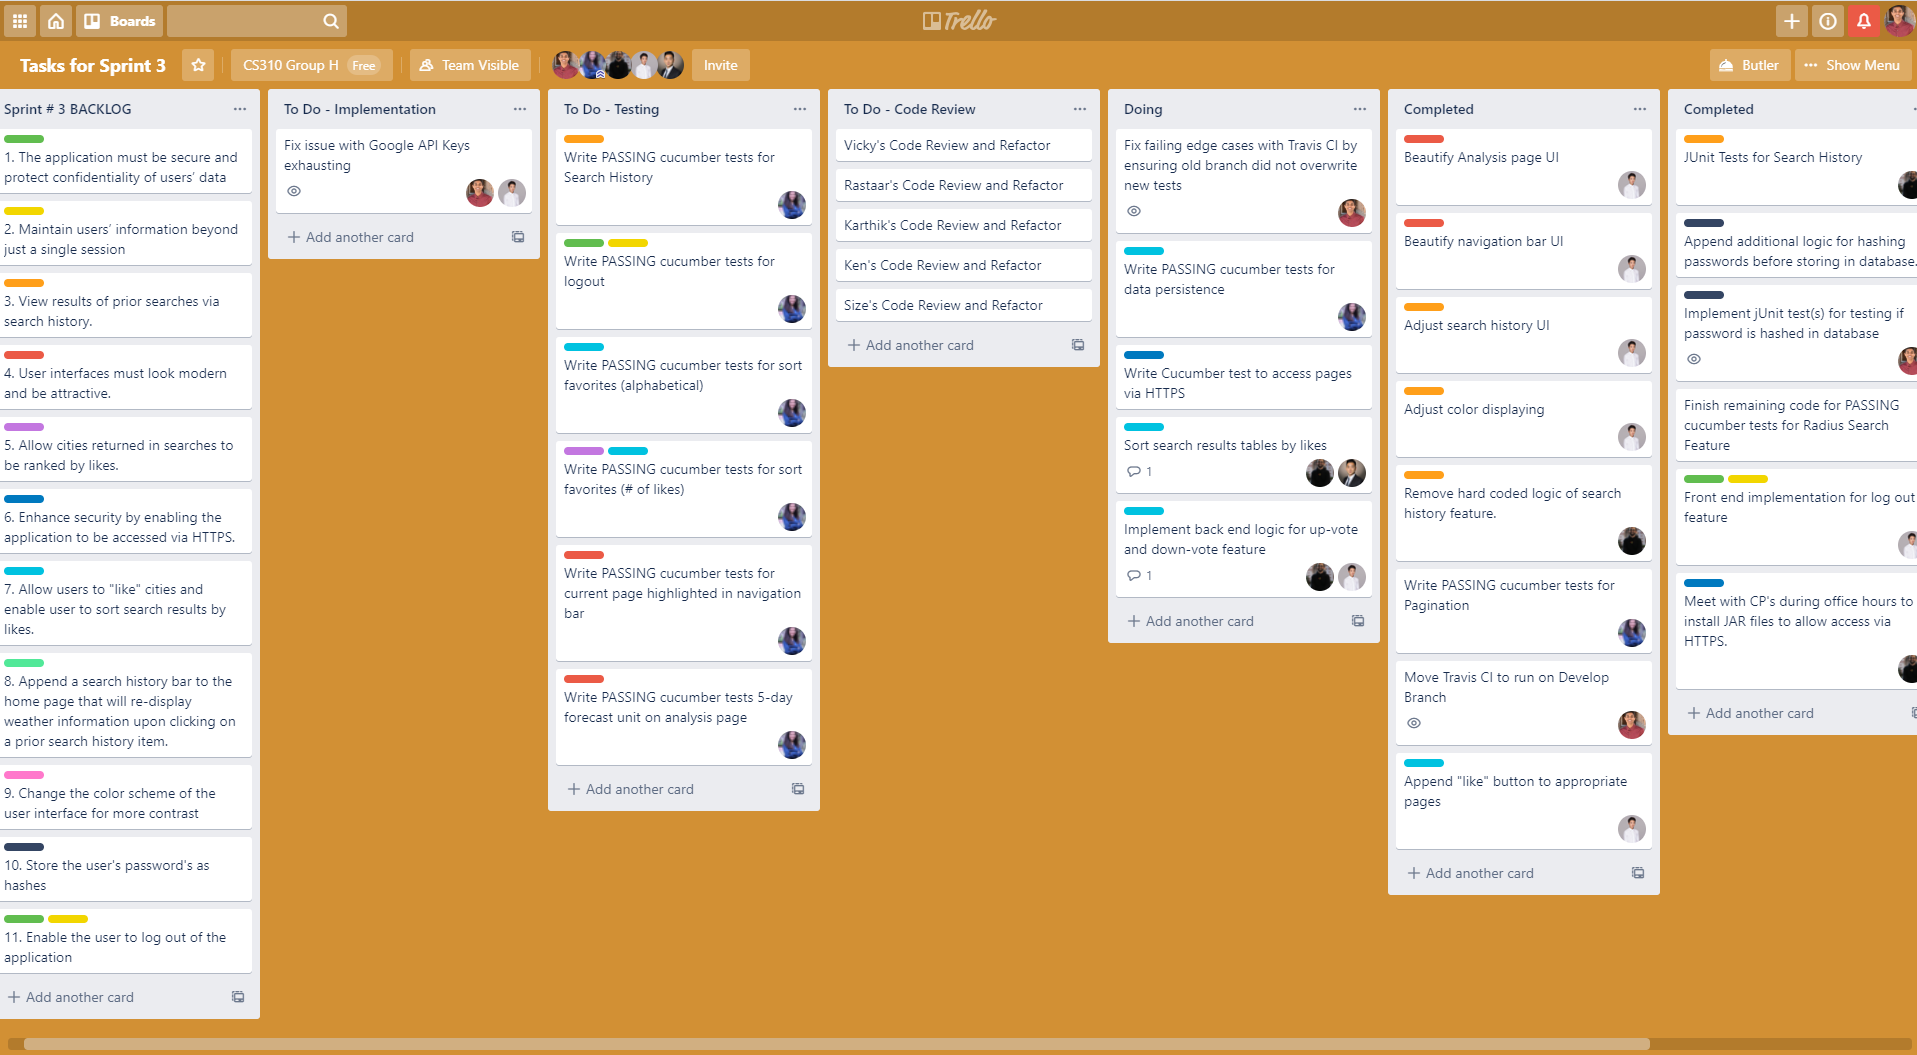 Boards
Trello
Tasks for Sprint 3
CS310 Group H Free
Team Visible
Invite
Butler
Show Menu
Sprint # 3 BACKLOG
1. The application must be secure and
protect confidentiality of users’ data
2. Maintain users’ information beyond
just a single session
3. View results of prior searches via
search history.
4. User interfaces must look modern
and be attractive.
5. Allow cities returned in searches to
be ranked by likes.
6. Enhance security by enabling the
application to be accessed via HTTPS.
7. Allow users to "like" cities and
enable user to sort search results by
likes.
8. Append a search history bar to the
home page that will re-display
weather information upon clicking on
a prior search history item.
9. Change the color scheme of the
user interface for more contrast
10. Store the user's password's as
hashes
11. Enable the user to log out of the
application
Add another card
To Do - Implementation
Fix issue with Google API Keys
exhausting
Add another card
To Do - Testing
Write PASSING cucumber tests for
Search History
Write PASSING cucumber tests for
logout
Write PASSING cucumber tests for sort
favorites (alphabetical)
Write PASSING cucumber tests for sort
favorites (# of likes)
Write PASSING cucumber tests for
current page highlighted in navigation
bar
Write PASSING cucumber tests 5-day
forecast unit on analysis page
Add another card
To Do - Code Review
Vicky's Code Review and Refactor
Rastaar's Code Review and Refactor
Karthik's Code Review and Refactor
Ken's Code Review and Refactor
Size's Code Review and Refactor
Add another card
Doing
Fix failing edge cases with Travis CI by
ensuring old branch did not overwrite
new tests
Write PASSING cucumber tests for
data persistence
Write Cucumber test to access pages
via HTTPS
Sort search results tables by likes
1
Implement back end logic for up-vote
and down-vote feature
1
Add another card
Completed
Beautify Analysis page UI
Beautify navigation bar UI
Adjust search history UI
Adjust color displaying
Remove hard coded logic of search
history feature.
Write PASSING cucumber tests for
Pagination
Move Travis CI to run on Develop
Branch
Append "like" button to appropriate
pages
Add another card
Completed
JUnit Tests for Search History
Append additional logic for hashing
passwords before storing in database.
Implement jUnit test(s) for testing if
password is hashed in database
Finish remaining code for PASSING
cucumber tests for Radius Search
Feature
Front end implementation for log out
feature
Meet with CP's during office hours to
install JAR files to allow access via
HTTPS.
Add another card